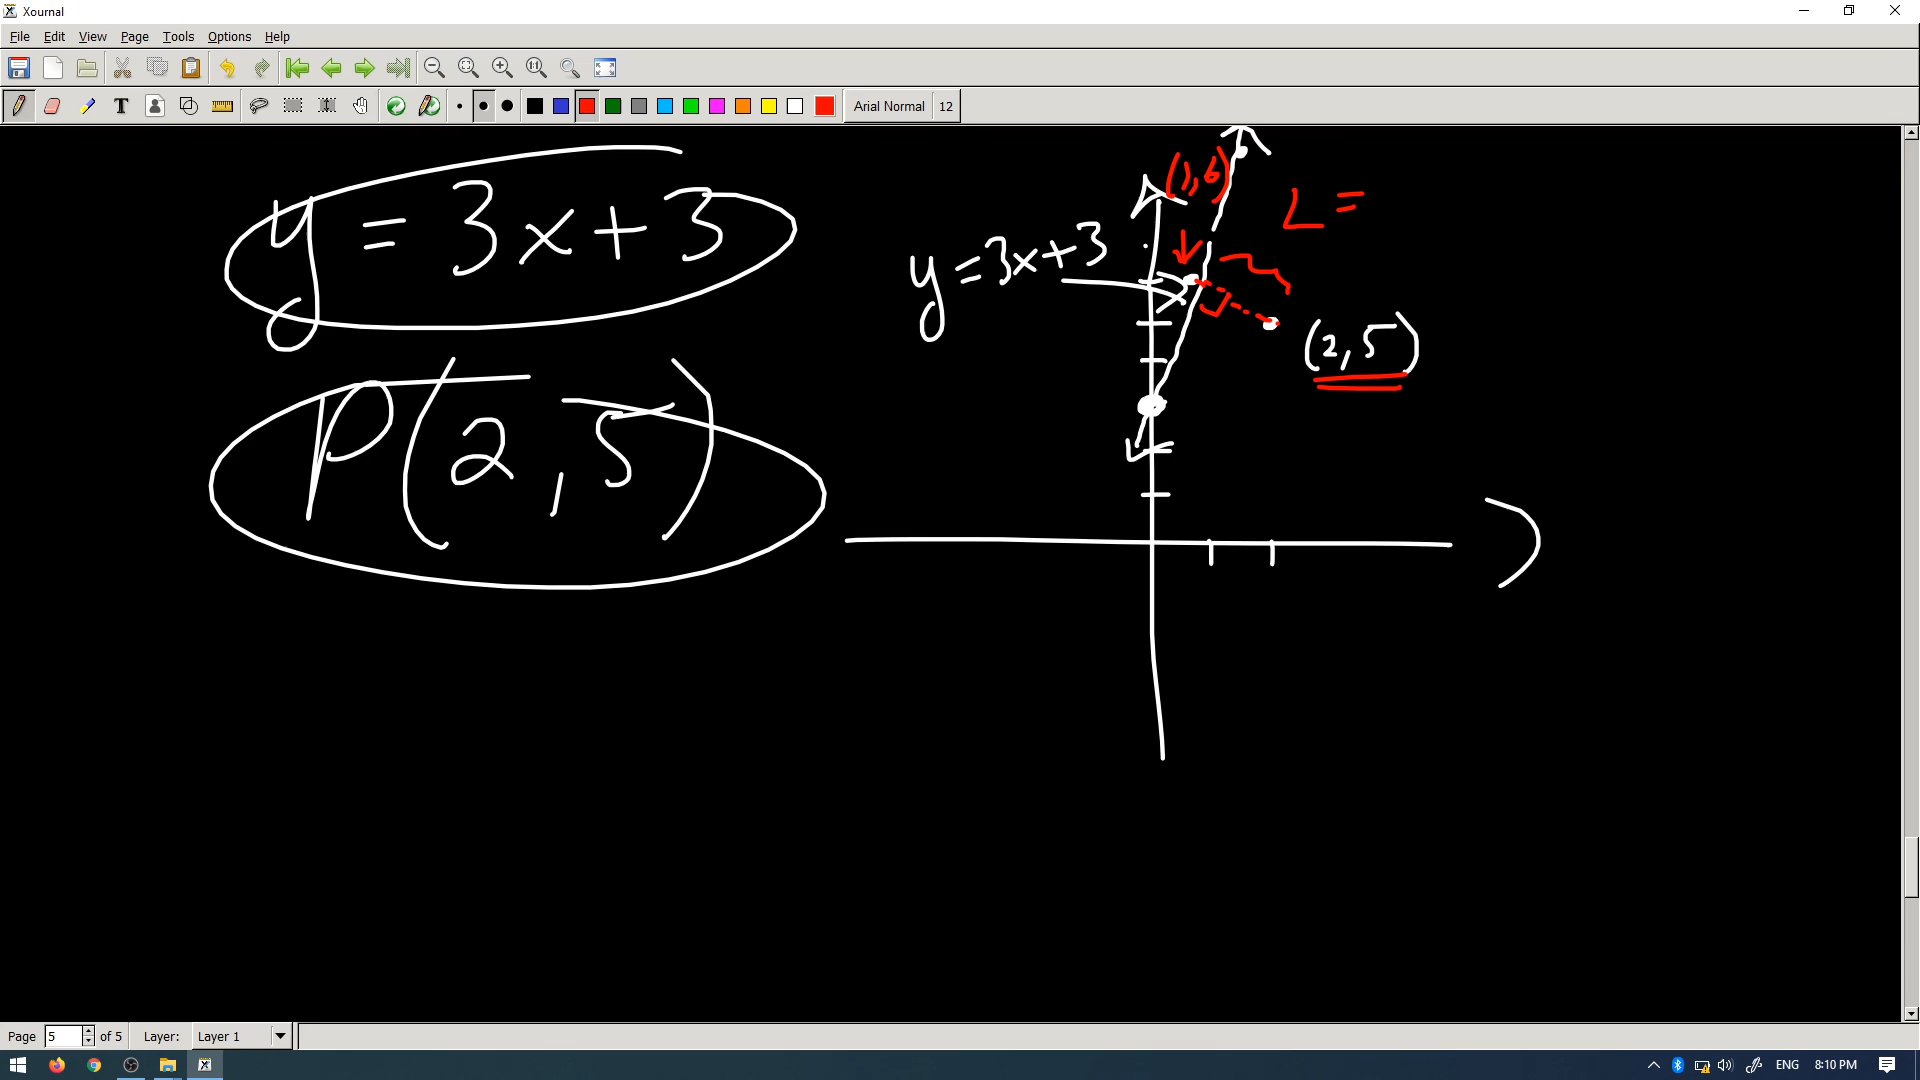 Xournal
File Edit View Page Tools Options Help
Arial Normal 12
y = 3x+3
P(2,5)
(1,6)
L =
y=3x+3
(2,5)
Page 5 of 5 Layer: Layer 1
ENG 8:10 PM